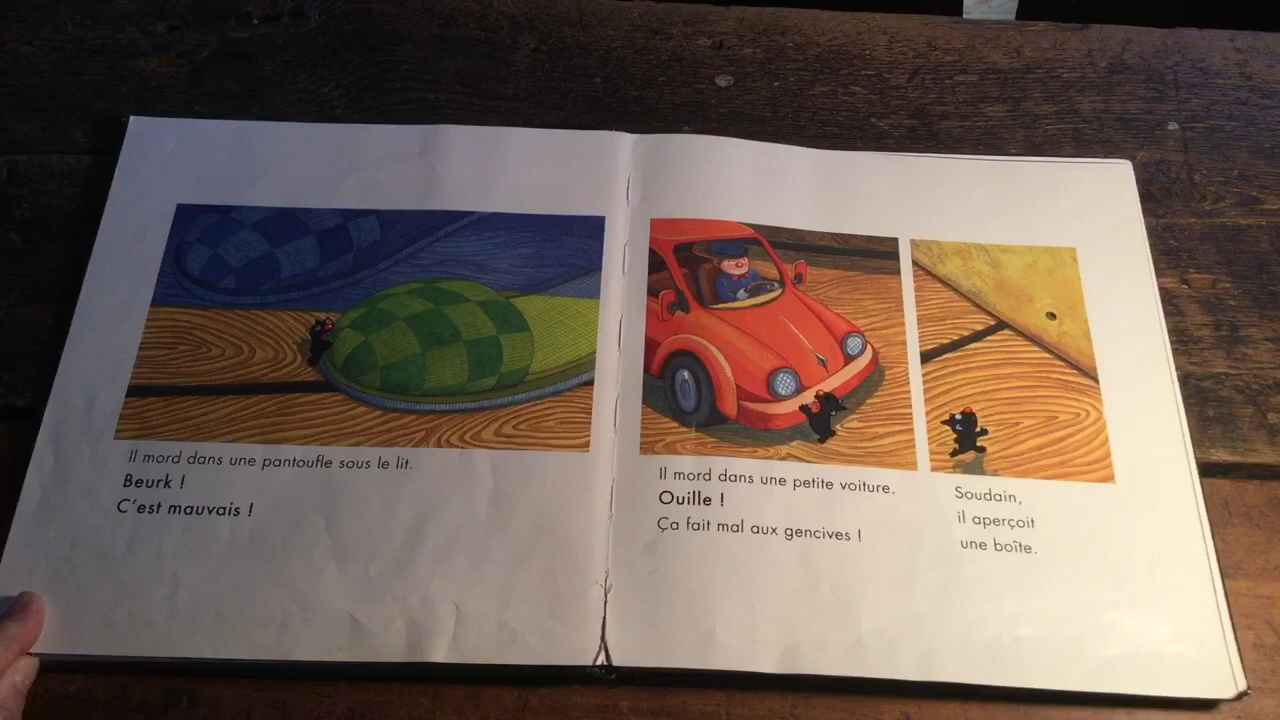 Il mord dans une pantoufle sous le lit.
Beurk !
C'est mauvais !
Il mord dans une petite voiture.
Ouille !
Ça fait mal aux gencives !
Soudain,
il aperçoit
une boîte.